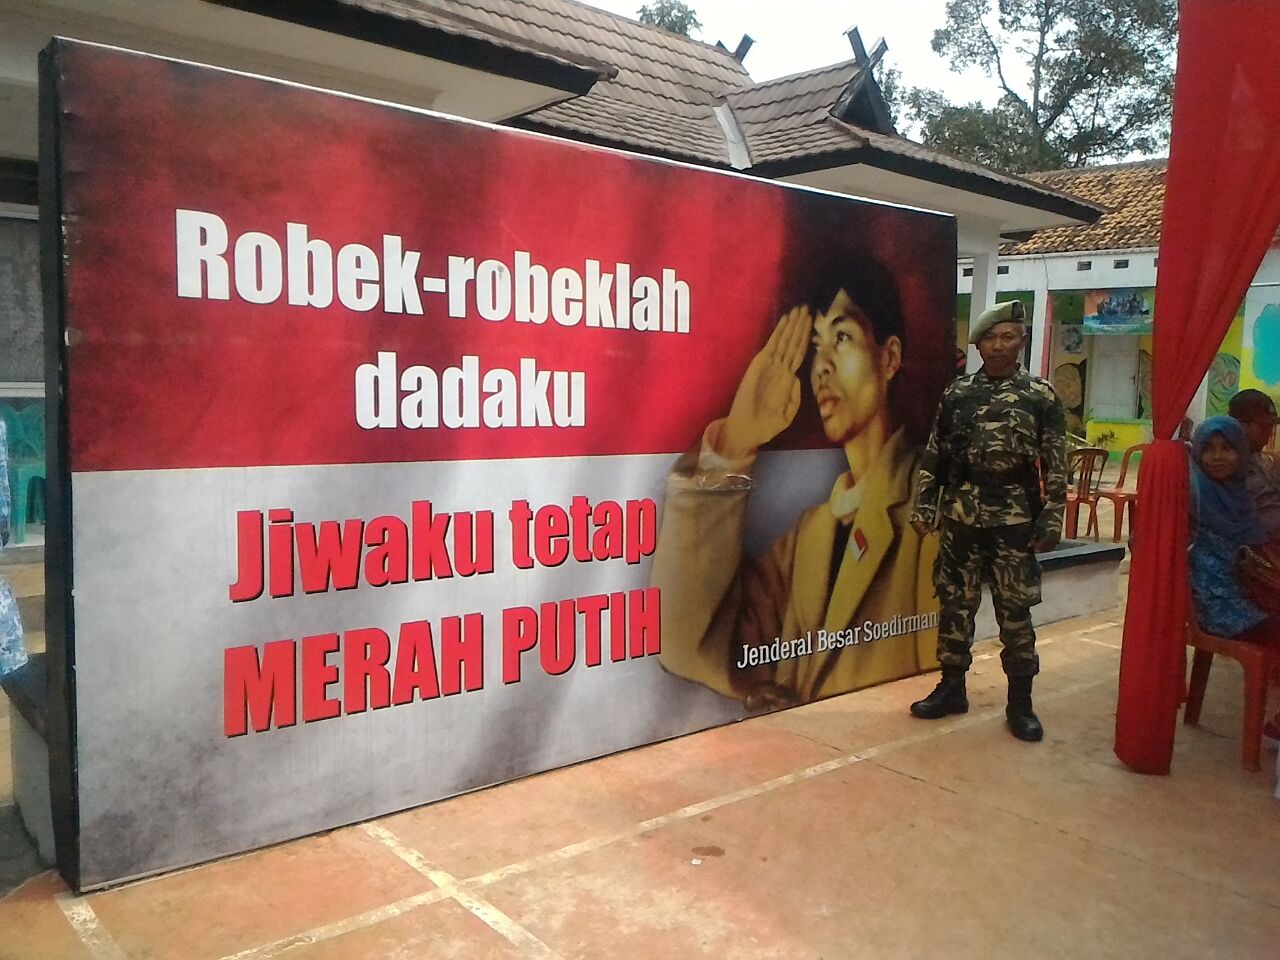 Robek-robeklah
dadaku
Jiwaku tetap
MERAH PUTIH
Jenderal Besar Soedirman